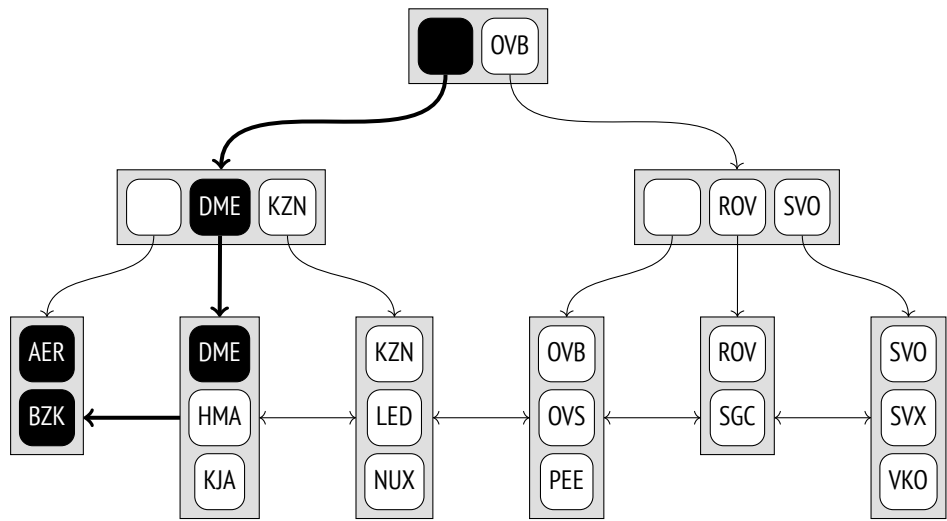 OVB
DME KZN
ROV SVO
AER DME KZN OVB ROV SVO
BZK HMA LED OVS SGC SVX
KJA NUX PEE VKO